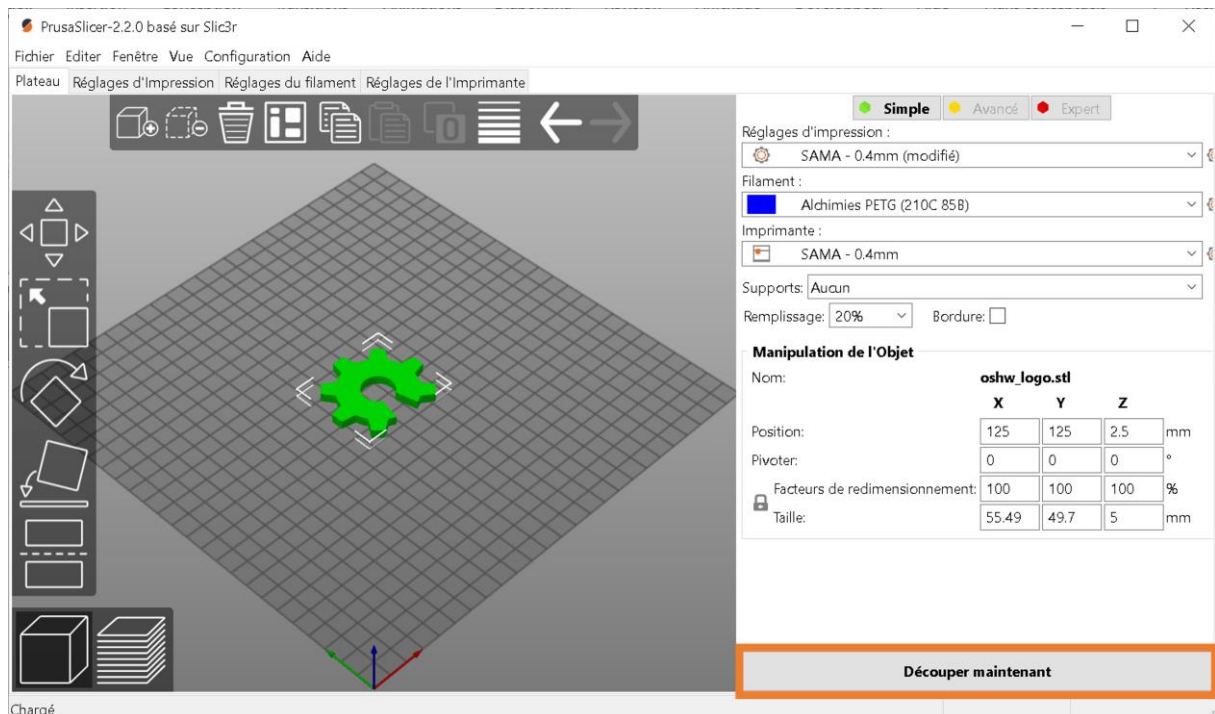 PrusaSlicer-2.2.0 basé sur Slic3r
Fichier Editer Fenêtre Vue Configuration Aide
Plateau Réglages d'Impression Réglages du filament Réglages de l'Imprimante
Simple Avancé Expert
Réglages d'impression :
SAMA - 0.4mm (modifié)
Filament :
Alchimies PETG (210C 85B)
Imprimante :
SAMA - 0.4mm
Supports: Aucun
Remplissage: 20% Bordure:
Manipulation de l'Objet
Nom: oshw_logo.stl
X Y Z
Position: 125 125 2.5 mm
Pivoter: 0 0 0 °
Facteurs de redimensionnement: 100 100 100 %
Taille: 55.49 49.7 5 mm
Découper maintenant
Chargé